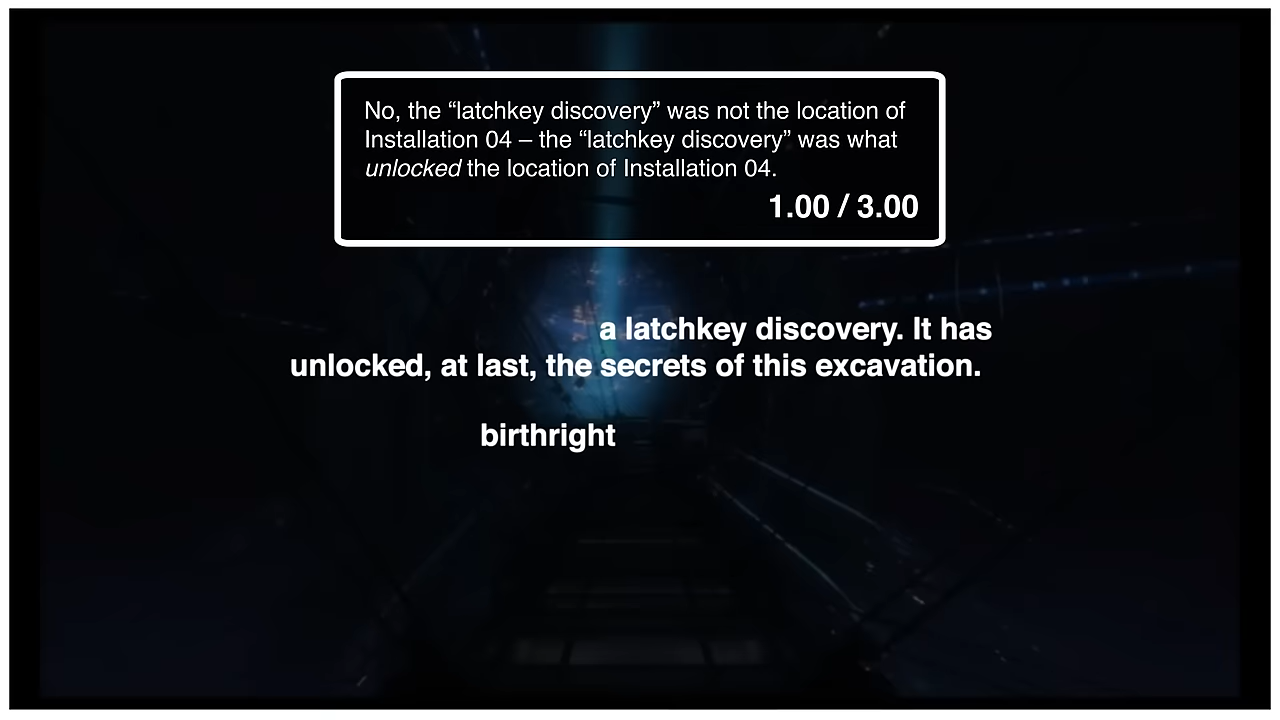 No, the “latchkey discovery” was not the location of
Installation 04 – the “latchkey discovery” was what
unlocked the location of Installation 04.
1.00 / 3.00
a latchkey discovery. It has
unlocked, at last, the secrets of this excavation.
birthright